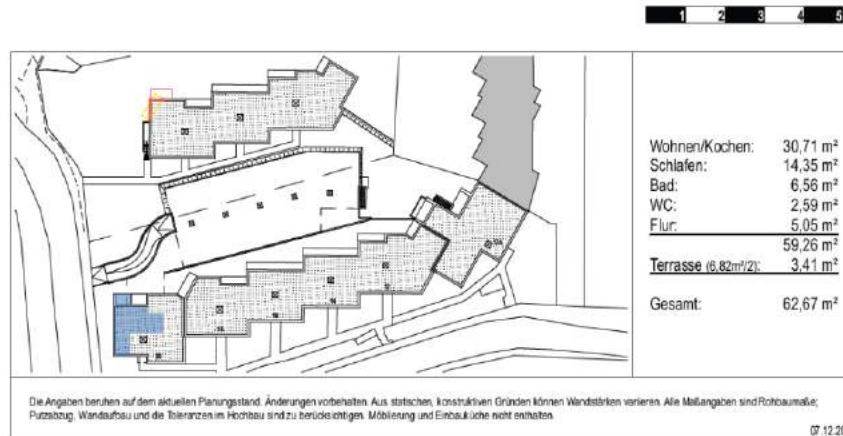 1 2 3 4 5
Wohnen/Kochen: 30,71 m²
Schlafen: 14,35 m²
Bad: 6,56 m²
WC: 2,59 m²
Flur: 5,05 m²
59,26 m²
Terrasse (6,82m²/2): 3,41 m²
Gesamt: 62,67 m²
Die Angaben beruhen auf dem aktuellen Planungsstand. Änderungen vorbehalten. Aus statischen, konstruktiven Gründen können Wandstärken variieren. Alle Maßangaben sind Rohbaumaße;
Putzabzug, Wandaufbau und die Toleranzen im Hochbau sind zu berücksichtigen. Möblierung und Einbauküche nicht enthalten.
07.12.20